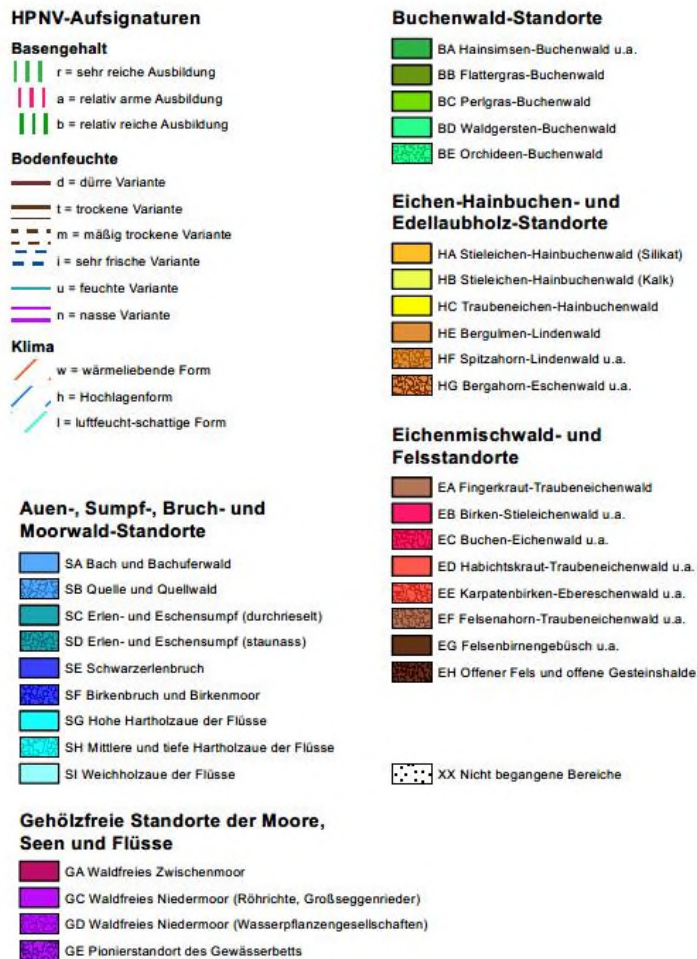 HPNV-Aufsignaturen
Basengehalt
r = sehr reiche Ausbildung
a = relativ arme Ausbildung
b = relativ reiche Ausbildung
Bodenfeuchte
d = dürre Variante
t = trockene Variante
m = mäßig trockene Variante
i = sehr frische Variante
u = feuchte Variante
n = nasse Variante
Klima
w = wärmeliebende Form
h = Hochlagenform
l = luftfeucht-schattige Form
Auen-, Sumpf-, Bruch- und
Moorwald-Standorte
SA Bach und Bachuferwald
SB Quelle und Quellwald
SC Erlen- und Eschensumpf (durchrieselt)
SD Erlen- und Eschensumpf (staunass)
SE Schwarzerlenbruch
SF Birkenbruch und Birkenmoor
SG Hohe Hartholzaue der Flüsse
SH Mittlere und tiefe Hartholzaue der Flüsse
SI Weichholzaue der Flüsse
Gehölzfreie Standorte der Moore,
Seen und Flüsse
GA Waldfreies Zwischenmoor
GC Waldfreies Niedermoor (Röhrichte, Großseggenrieder)
GD Waldfreies Niedermoor (Wasserpflanzengesellschaften)
GE Pionierstandort des Gewässerbetts
Buchenwald-Standorte
BA Hainsimsen-Buchenwald u.a.
BB Flattergras-Buchenwald
BC Perlgras-Buchenwald
BD Waldgersten-Buchenwald
BE Orchideen-Buchenwald
Eichen-Hainbuchen- und
Edellaubholz-Standorte
HA Stieleichen-Hainbuchenwald (Silikat)
HB Stieleichen-Hainbuchenwald (Kalk)
HC Traubeneichen-Hainbuchenwald
HE Bergulmen-Lindenwald
HF Spitzahorn-Lindenwald u.a.
HG Bergahorn-Eschenwald u.a.
Eichenmischwald- und
Felsstandorte
EA Fingerkraut-Traubeneichenwald
EB Birken-Stieleichenwald u.a.
EC Buchen-Eichenwald u.a.
ED Habichtskraut-Traubeneichenwald u.a.
EE Karpatenbirken-Ebereschenwald u.a.
EF Felsenahorn-Traubeneichenwald u.a.
EG Felsenbirnengebüsch u.a.
EH Offener Fels und offene Gesteinshalde
XX Nicht begangene Bereiche